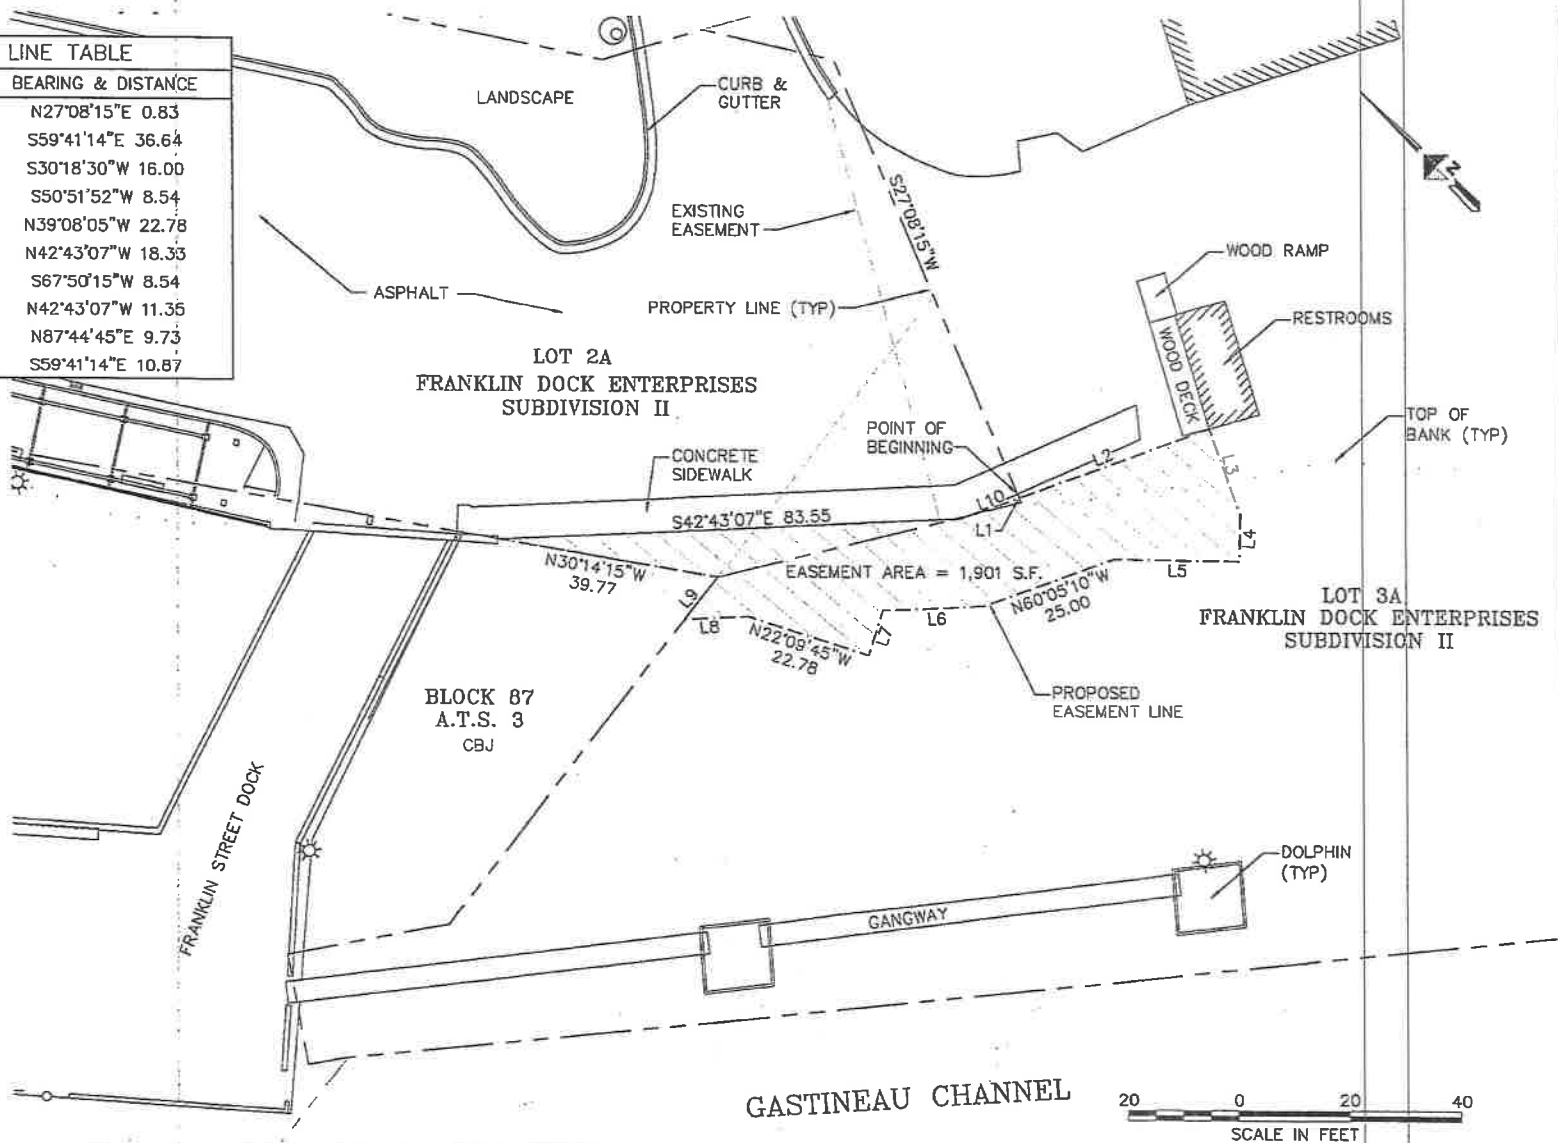 LINE TABLE
BEARING & DISTANCE
N27°08'15"E 0.83
S59°41'14"E 36.64
S30°18'30"W 16.00
S50°51'52"W 8.54
N39°08'05"W 22.78
N42°43'07"W 18.33
S67°50'15"W 8.54
N42°43'07"W 11.35
N87°44'45"E 9.73
S59°41'14"E 10.87
LANDSCAPE
CURB &
GUTTER
N
EXISTING
EASEMENT
S27°08'15"W
WOOD RAMP
ASPHALT
PROPERTY LINE (TYP)
RESTROOMS
WOOD DECK
LOT 2A
FRANKLIN DOCK ENTERPRISES
SUBDIVISION II
TOP OF
BANK (TYP)
POINT OF
BEGINNING
CONCRETE
SIDEWALK
L2
L3
L10
S42°43'07"E 83.55
L1
L4
N30°14'15"W
39.77
EASEMENT AREA = 1,901 S.F.
L5
L9
N60°05'10"W
25.00
LOT 3A
FRANKLIN DOCK ENTERPRISES
SUBDIVISION II
L8
L6
L7
N22°09'45"W
22.78
BLOCK 87
A.T.S. 3
CBJ
PROPOSED
EASEMENT LINE
FRANKLIN STREET DOCK
DOLPHIN
(TYP)
GANGWAY
GASTINEAU CHANNEL
20 0 20 40
SCALE IN FEET